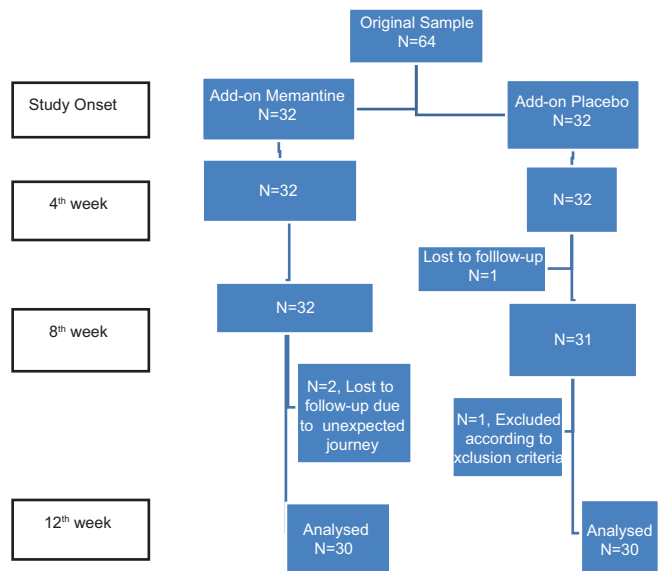 Original Sample
N=64
Study Onset
Add-on Memantine
N=32
Add-on Placebo
N=32
4th week
N=32
N=32
Lost to folllow-up
N=1
8th week
N=32
N=31
N=2, Lost to
follow-up due
to unexpected
journey
N=1, Excluded
according to
xclusion criteria
12th week
Analysed
N=30
Analysed
N=30